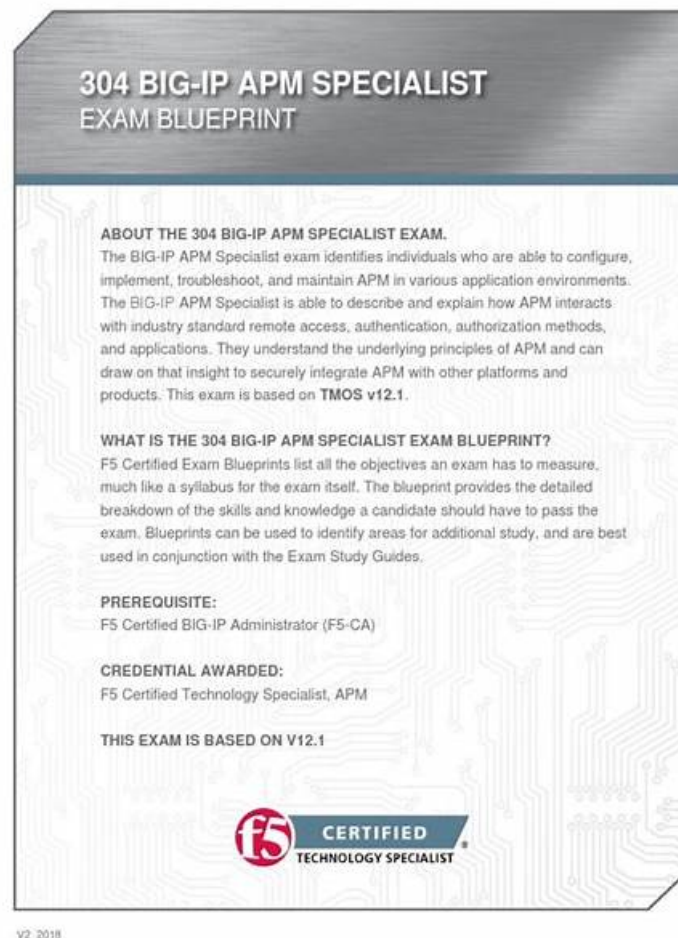 304 BIG-IP APM SPECIALIST
EXAM BLUEPRINT
ABOUT THE 304 BIG-IP APM SPECIALIST EXAM.
The BIG-IP APM Specialist exam identifies individuals who are able to configure,
implement, troubleshoot, and maintain APM in various application environments.
The BIG-IP APM Specialist is able to describe and explain how APM interacts
with industry standard remote access, authentication, authorization methods,
and applications. They understand the underlying principles of APM and can
draw on that insight to securely integrate APM with other platforms and
products. This exam is based on TMOS v12.1.
WHAT IS THE 304 BIG-IP APM SPECIALIST EXAM BLUEPRINT?
F5 Certified Exam Blueprints list all the objectives an exam has to measure,
much like a syllabus for the exam itself. The blueprint provides the detailed
breakdown of the skills and knowledge a candidate should have to pass the
exam. Blueprints can be used to identify areas for additional study, and are best
used in conjunction with the Exam Study Guides.
PREREQUISITE:
F5 Certified BIG-IP Administrator (F5-CA)
CREDENTIAL AWARDED:
F5 Certified Technology Specialist, APM
THIS EXAM IS BASED ON V12.1
f5 CERTIFIED
TECHNOLOGY SPECIALIST®
V2 2018